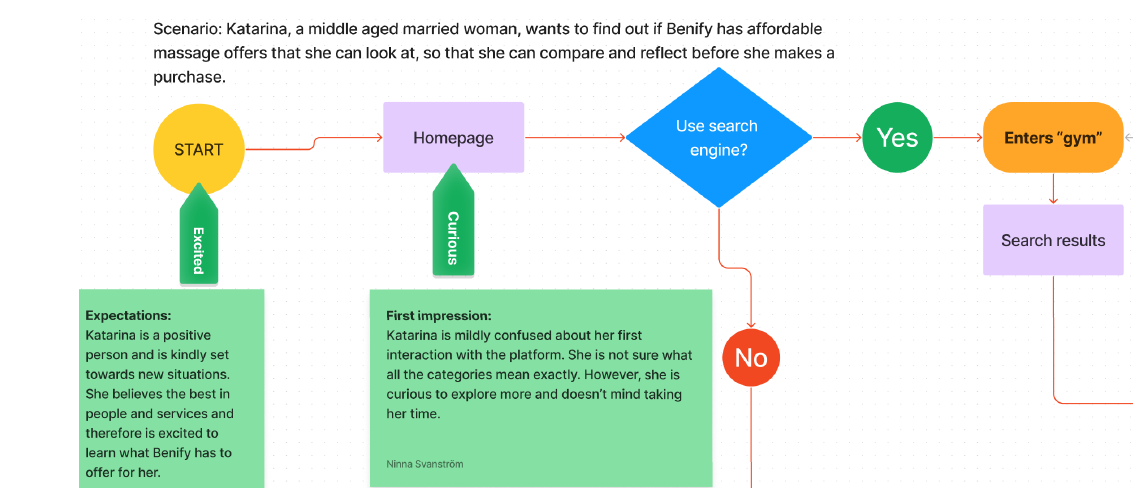 Scenario: Katarina, a middle aged married woman, wants to find out if Benify has affordable
massage offers that she can look at, so that she can compare and reflect before she makes a
purchase.
START
Homepage
Use search
engine?
Yes
Enters “gym”
Search results
No
Excited
Curious
Expectations:
Katarina is a positive
person and is kindly set
towards new situations.
She believes the best in
people and services and
therefore is excited to
learn what Benify has to
offer for her.
First impression:
Katarina is mildly confused about her first
interaction with the platform. She is not sure what
all the categories mean exactly. However, she is
curious to explore more and doesn’t mind taking
her time.
Ninna Svanström